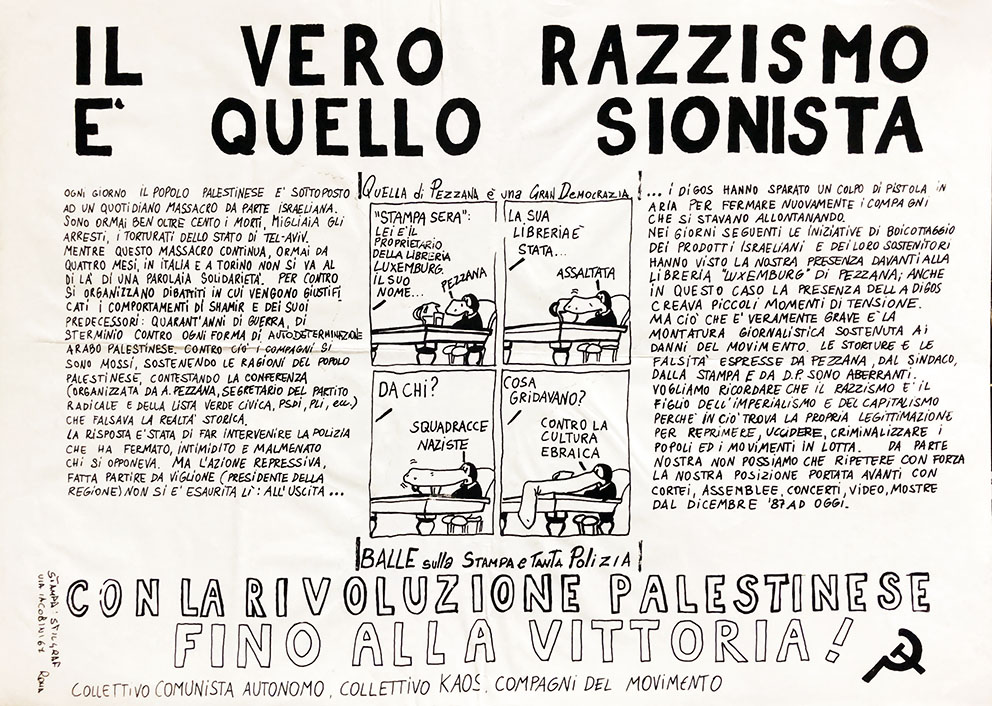 IL VERO RAZZISMO
E' QUELLO SIONISTA
OGNI GIORNO IL POPOLO PALESTINESE E' SOTTOPOSTO
AD UN QUOTIDIANO MASSACRO DA PARTE ISRAELIANA.
SONO ORMAI BEN OLTRE CENTO I MORTI, MIGLIAIA GLI
ARRESTI, I TORTURATI DELLO STATO DI TEL-AVIV.
MENTRE QUESTO MASSACRO CONTINUA, ORMAI DA
QUATTRO MESI, IN ITALIA E A TORINO NON SI VA AL
DI LA' DI UNA PAROLAIA SOLIDARIETA'. PER CONTRO
SI ORGANIZZANO DIBATTITI IN CUI VENGONO GIUSTIFI
CATI I COMPORTAMENTI DI SHAMIR E DEI SUOI
PREDECESSORI: QUARANT'ANNI DI GUERRA, DI
STERMINIO CONTRO OGNI FORMA DI AUTODETERMINAZIONE
ARABO PALESTINESE. CONTRO CIO' I COMPAGNI SI
SONO MOSSI, SOSTENENDO LE RAGIONI DEL POPOLO
PALESTINESE, CONTESTANDO LA CONFERENZA
(ORGANIZZATA DA A. PEZZANA, SEGRETARIO DEL PARTITO
RADICALE E DELLA LISTA VERDE CIVICA, PSDI, PLI, ecc.)
CHE FALSAVA LA REALTA' STORICA.
LA RISPOSTA E' STATA DI FAR INTERVENIRE LA POLIZIA
CHE HA FERMATO, INTIMIDITO E MALMENATO
CHI SI OPPONEVA. MA L'AZIONE REPRESSIVA,
FATTA PARTIRE DA VIGLIONE (PRESIDENTE DELLA
REGIONE) NON SI E' ESAURITA LÌ: ALL'USCITA ...
QUELLA di PEZZANA è una GRAN DEMOCRAZIA!
"STAMPA SERA":
LEI E' IL
PROPRIETARIO
DELLA LIBRERIA
LUXEMBURG.
IL SUO
NOME...
PEZZANA
LA SUA
LIBRERIA E'
STATA...
ASSALTATA
DA CHI?
SQUADRACCE
NAZISTE
COSA
GRIDAVANO?
CONTRO LA
CULTURA
EBRAICA
BALLE sulla STAMPA e TANTA POLIZIA!
... I DIGOS HANNO SPARATO UN COLPO DI PISTOLA IN
ARIA PER FERMARE NUOVAMENTE I COMPAGNI
CHE SI STAVANO ALLONTANANDO.
NEI GIORNI SEGUENTI LE INIZIATIVE DI BOICOTTAGGIO
DEI PRODOTTI ISRAELIANI E DEI LORO SOSTENITORI
HANNO VISTO LA NOSTRA PRESENZA DAVANTI ALLA
LIBRERIA "LUXEMBURG" DI PEZZANA; ANCHE
IN QUESTO CASO LA PRESENZA DELLA DIGOS
CREAVA PICCOLI MOMENTI DI TENSIONE.
MA CIO' CHE E' VERAMENTE GRAVE E' LA
MONTATURA GIORNALISTICA SOSTENUTA AI
DANNI DEL MOVIMENTO. LE STORTURE E LE
FALSITA' ESPRESSE DA PEZZANA, DAL SINDACO,
DALLA STAMPA E DA D.P. SONO ABERRANTI.
VOGLIAMO RICORDARE CHE IL RAZZISMO E' IL
FIGLIO DELL'IMPERIALISMO E DEL CAPITALISMO
PERCHE' IN CIO' TROVA LA PROPRIA LEGITTIMAZIONE
PER REPRIMERE, UCCIDERE, CRIMINALIZZARE I
POPOLI ED I MOVIMENTI IN LOTTA. DA PARTE
NOSTRA NON POSSIAMO CHE RIPETERE CON FORZA
LA NOSTRA POSIZIONE PORTATA AVANTI CON
CORTEI, ASSEMBLEE, CONCERTI, VIDEO, MOSTRE
DAL DICEMBRE '87 AD OGGI.
CON LA RIVOLUZIONE PALESTINESE
FINO ALLA VITTORIA!
COLLETTIVO COMUNISTA AUTONOMO, COLLETTIVO KAOS. COMPAGNI DEL MOVIMENTO
STAMPA: STILGRAF
VIA IACOBINI 6 ROMA